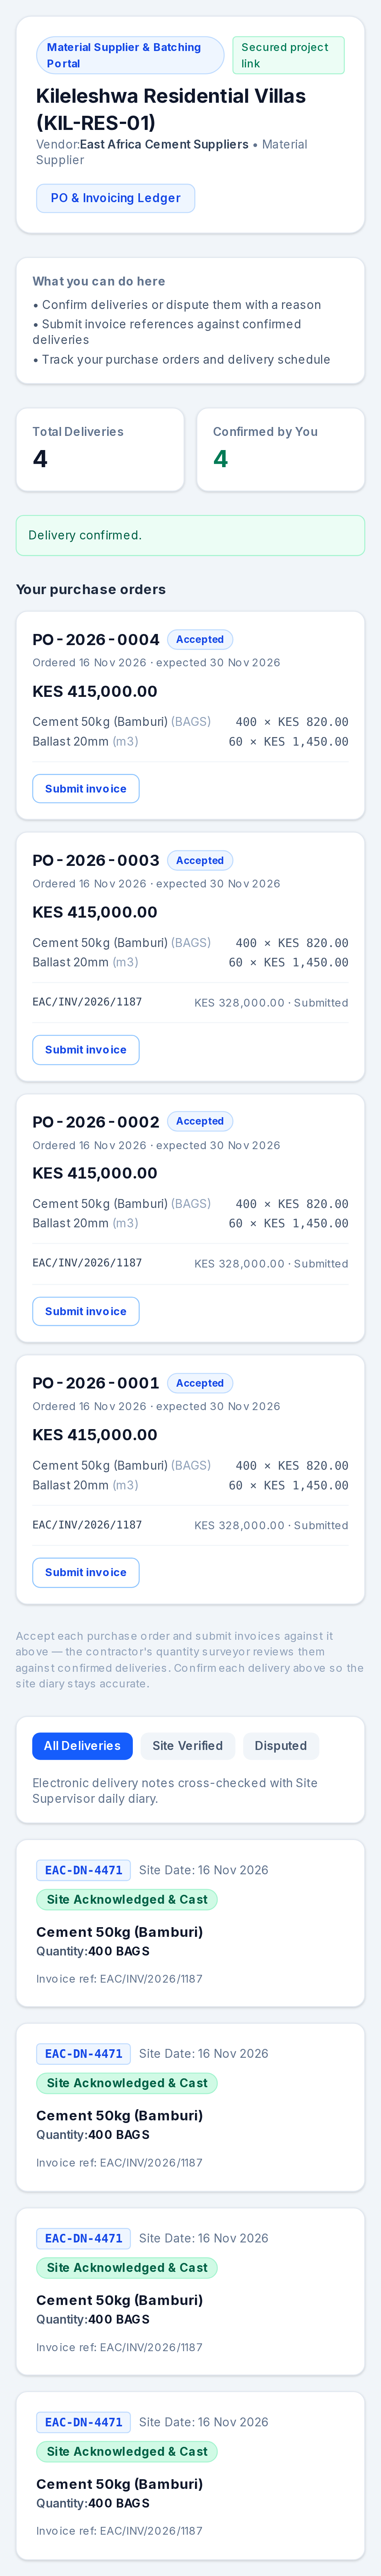 Material Supplier & Batching
Portal
Secured project
link
Kileleshwa Residential Villas
(KIL-RES-01)
Vendor:East Africa Cement Suppliers • Material
Supplier
PO & Invoicing Ledger
What you can do here
• Confirm deliveries or dispute them with a reason
• Submit invoice references against confirmed
deliveries
• Track your purchase orders and delivery schedule
Total Deliveries
4
Confirmed by You
4
Delivery confirmed.
Your purchase orders
PO-2026-0004 Accepted
Ordered 16 Nov 2026 · expected 30 Nov 2026
KES 415,000.00
Cement 50kg (Bamburi) (BAGS) 400 × KES 820.00
Ballast 20mm (m3) 60 × KES 1,450.00
Submit invoice
PO-2026-0003 Accepted
Ordered 16 Nov 2026 · expected 30 Nov 2026
KES 415,000.00
Cement 50kg (Bamburi) (BAGS) 400 × KES 820.00
Ballast 20mm (m3) 60 × KES 1,450.00
EAC/INV/2026/1187 KES 328,000.00 · Submitted
Submit invoice
PO-2026-0002 Accepted
Ordered 16 Nov 2026 · expected 30 Nov 2026
KES 415,000.00
Cement 50kg (Bamburi) (BAGS) 400 × KES 820.00
Ballast 20mm (m3) 60 × KES 1,450.00
EAC/INV/2026/1187 KES 328,000.00 · Submitted
Submit invoice
PO-2026-0001 Accepted
Ordered 16 Nov 2026 · expected 30 Nov 2026
KES 415,000.00
Cement 50kg (Bamburi) (BAGS) 400 × KES 820.00
Ballast 20mm (m3) 60 × KES 1,450.00
EAC/INV/2026/1187 KES 328,000.00 · Submitted
Submit invoice
Accept each purchase order and submit invoices against it
above — the contractor's quantity surveyor reviews them
against confirmed deliveries. Confirm each delivery above so the
site diary stays accurate.
All Deliveries Site Verified Disputed
Electronic delivery notes cross-checked with Site
Supervisor daily diary.
EAC-DN-4471 Site Date: 16 Nov 2026
Site Acknowledged & Cast
Cement 50kg (Bamburi)
Quantity:400 BAGS
Invoice ref: EAC/INV/2026/1187
EAC-DN-4471 Site Date: 16 Nov 2026
Site Acknowledged & Cast
Cement 50kg (Bamburi)
Quantity:400 BAGS
Invoice ref: EAC/INV/2026/1187
EAC-DN-4471 Site Date: 16 Nov 2026
Site Acknowledged & Cast
Cement 50kg (Bamburi)
Quantity:400 BAGS
Invoice ref: EAC/INV/2026/1187
EAC-DN-4471 Site Date: 16 Nov 2026
Site Acknowledged & Cast
Cement 50kg (Bamburi)
Quantity:400 BAGS
Invoice ref: EAC/INV/2026/1187